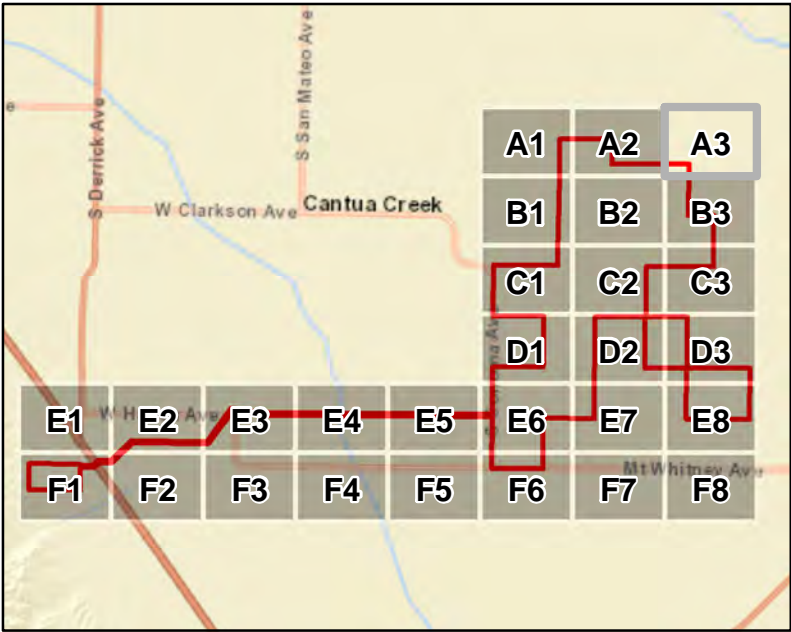 S San Mateo Ave
S Derrick Ave
e
A1 A2 A3
W Clarkson Ave
Cantua Creek
B1 B2 B3
C1 C2 C3
D1 D2 D3
W H Ave
E1 E2 E3 E4 E5 E6 E7 E8
Mt Whitney Ave
F1 F2 F3 F4 F5 F6 F7 F8